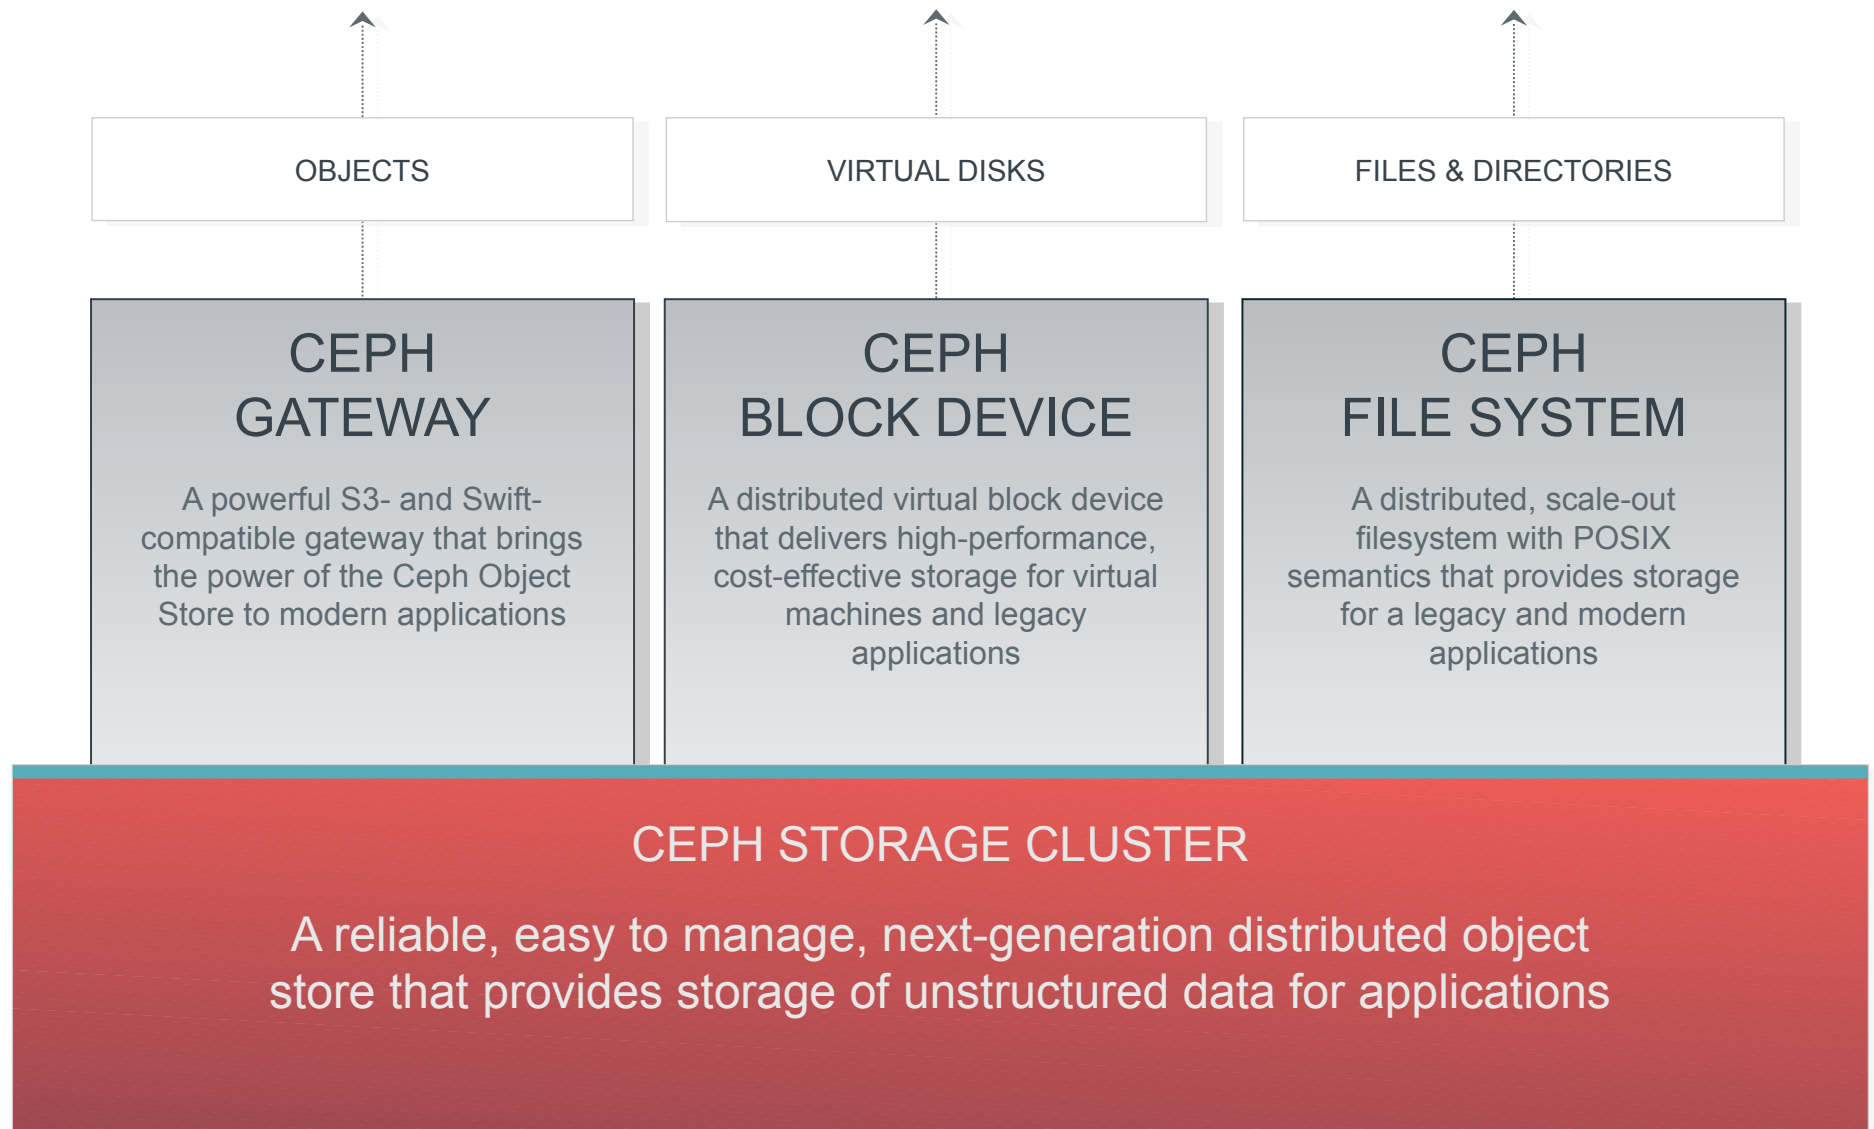 OBJECTS
VIRTUAL DISKS
FILES & DIRECTORIES
CEPH
GATEWAY
A powerful S3- and Swift-
compatible gateway that brings
the power of the Ceph Object
Store to modern applications
CEPH
BLOCK DEVICE
A distributed virtual block device
that delivers high-performance,
cost-effective storage for virtual
machines and legacy
applications
CEPH
FILE SYSTEM
A distributed, scale-out
filesystem with POSIX
semantics that provides storage
for a legacy and modern
applications
CEPH STORAGE CLUSTER
A reliable, easy to manage, next-generation distributed object
store that provides storage of unstructured data for applications